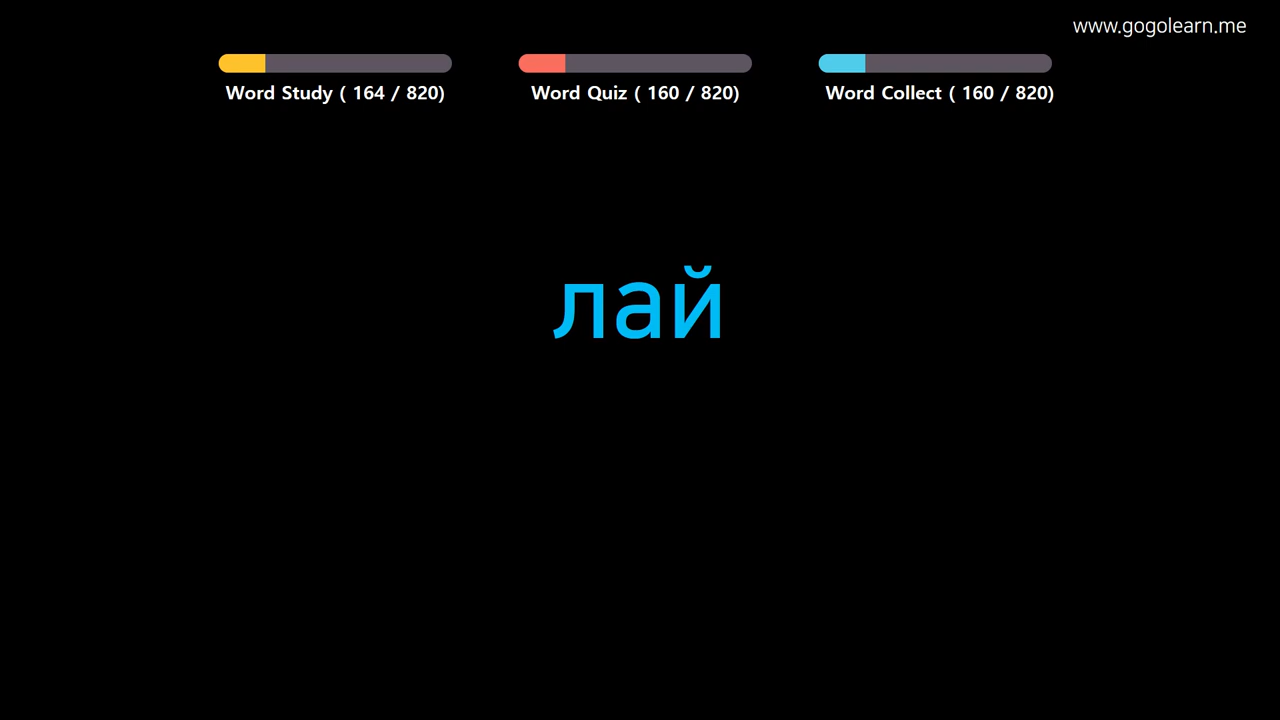 www.gogolearn.me
Word Study ( 164 / 820)
Word Quiz ( 160 / 820)
Word Collect ( 160 / 820)
лай